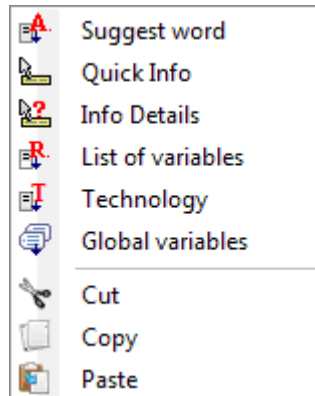 Suggest word
Quick Info
Info Details
List of variables
Technology
Global variables
Cut
Copy
Paste